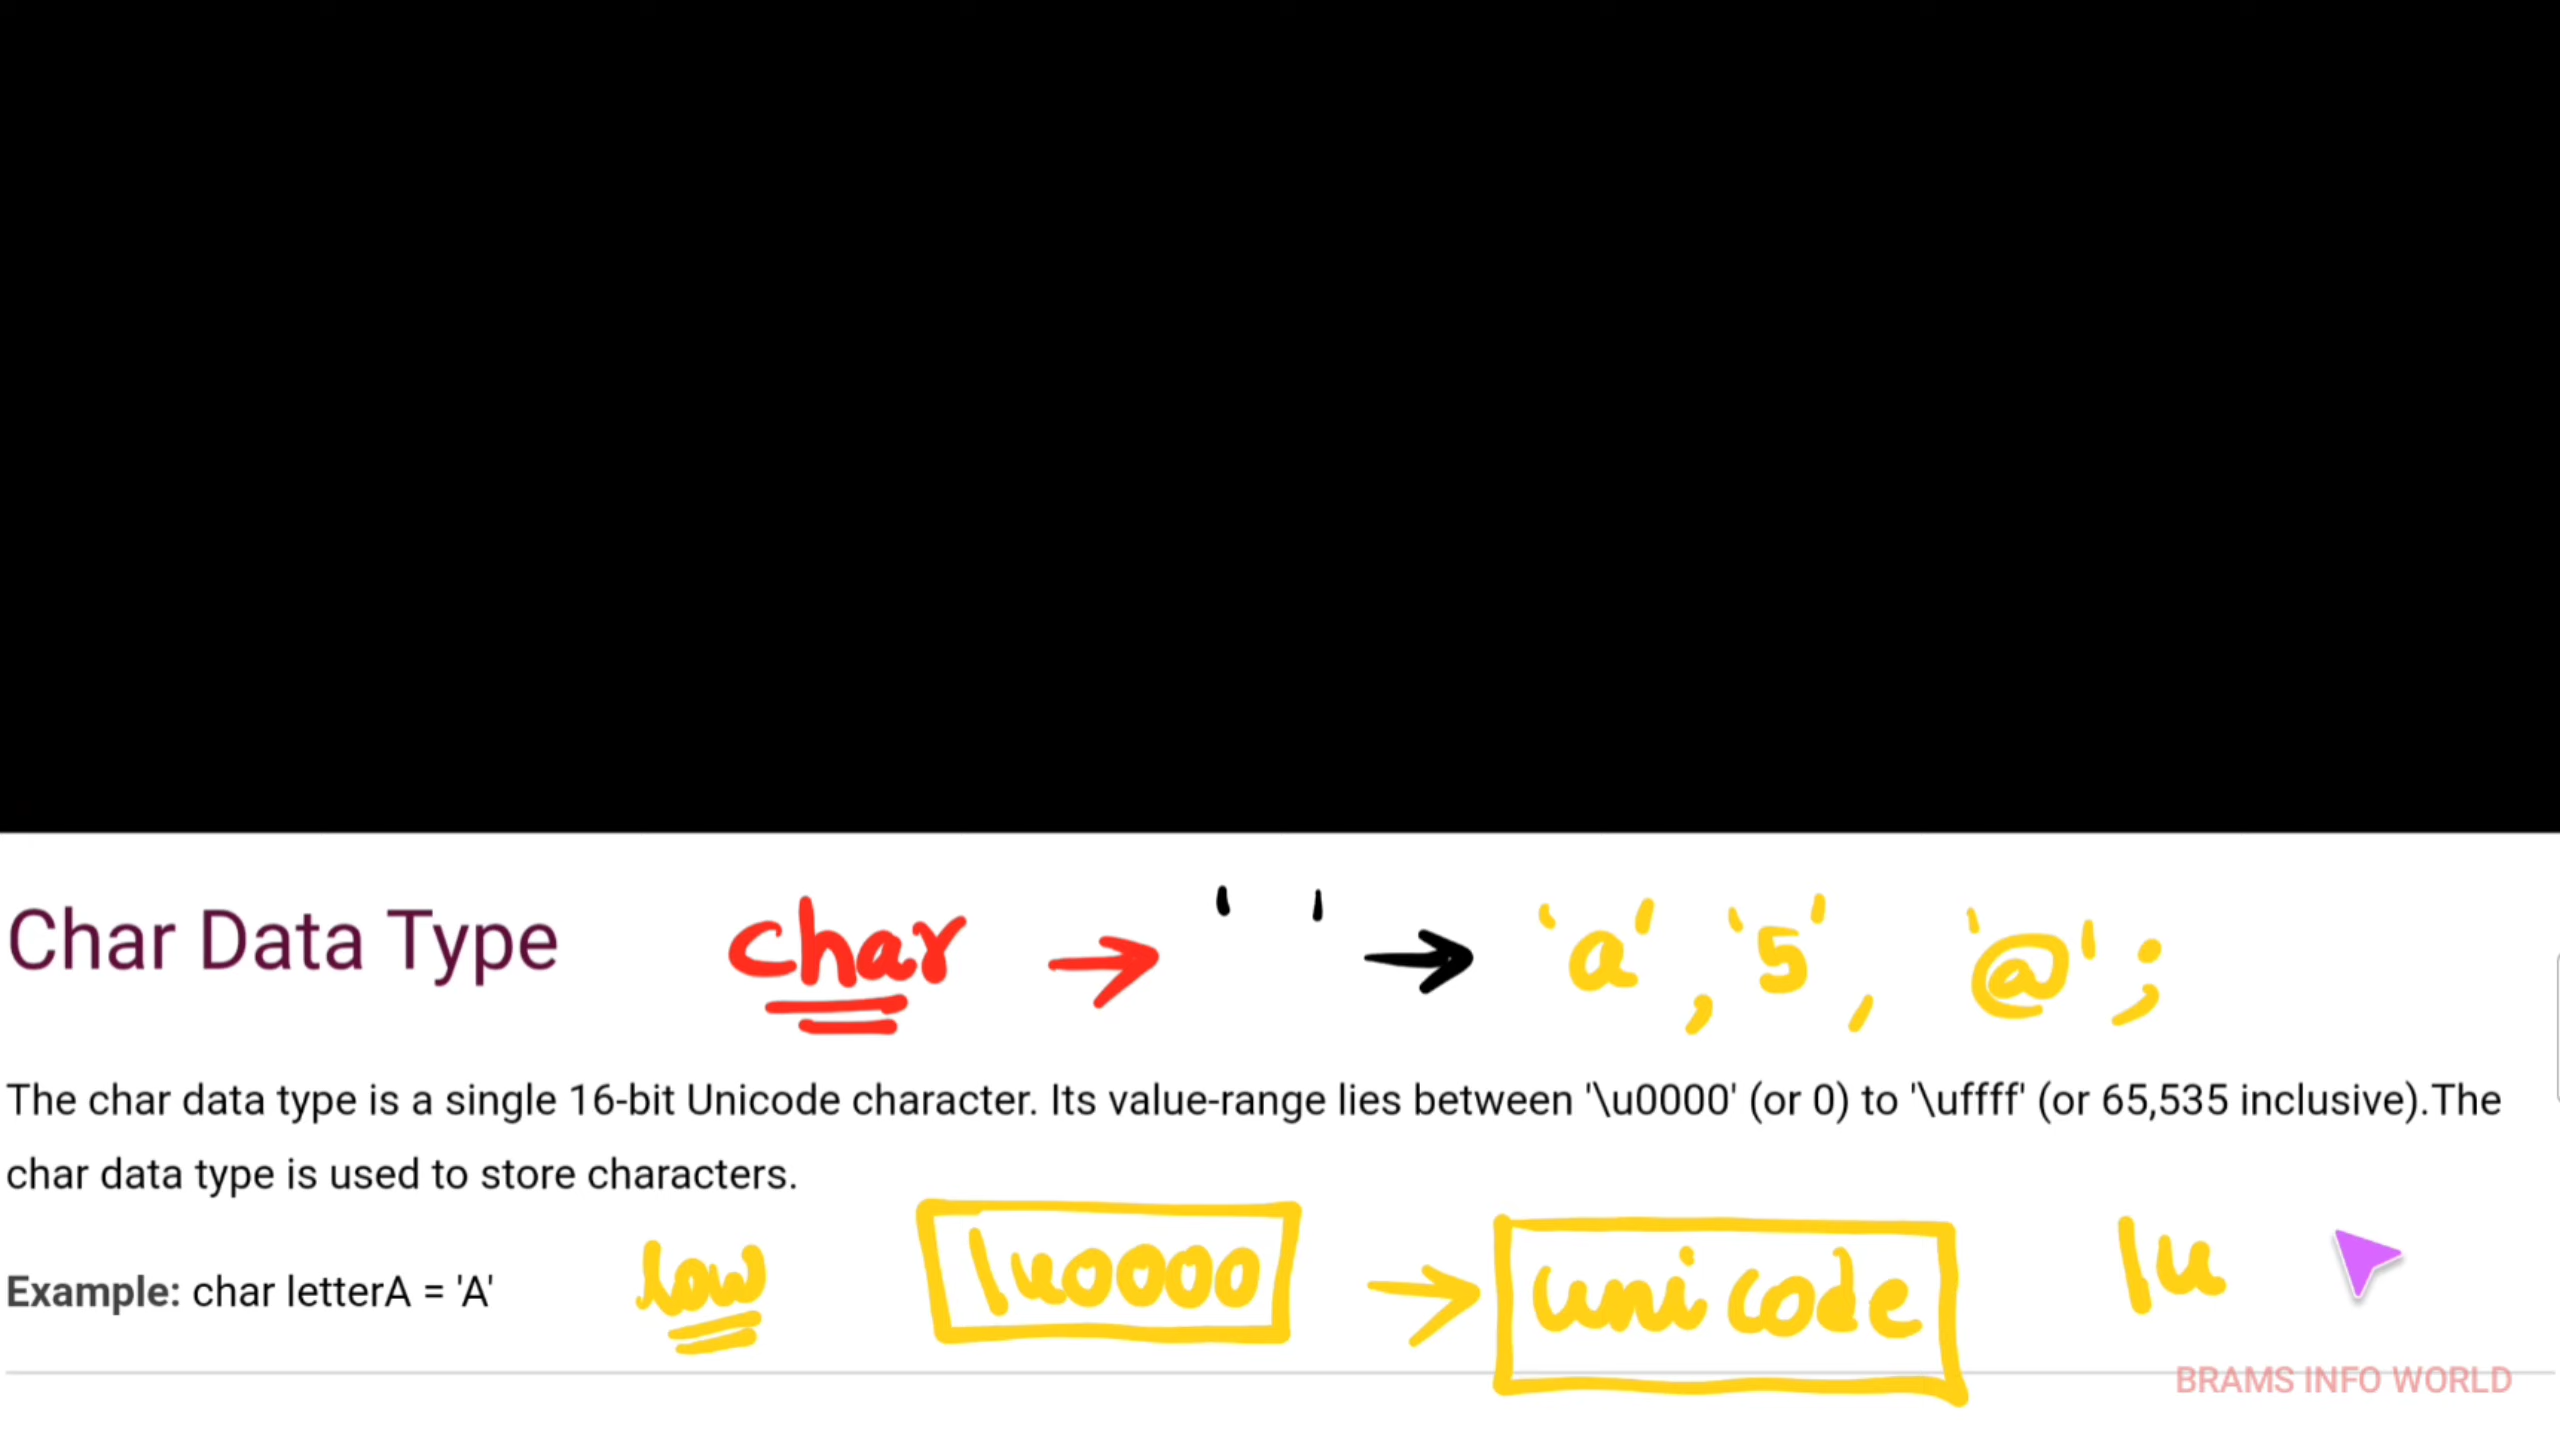 Char Data Type char → ' ' → 'a', '5', '@';
The char data type is a single 16-bit Unicode character. Its value-range lies between '\u0000' (or 0) to '\uffff' (or 65,535 inclusive).The
char data type is used to store characters.
Example: char letterA = 'A' low \u0000 → unicode \u
BRAMS INFO WORLD